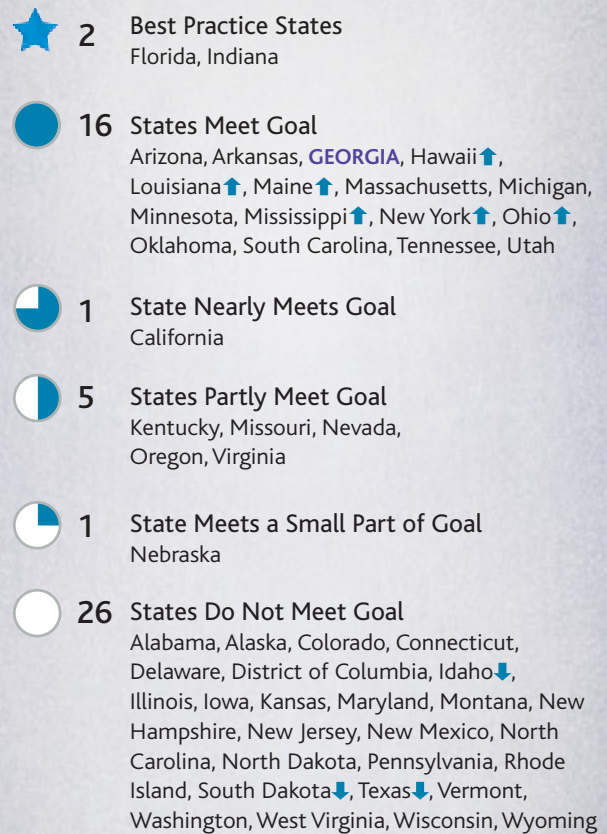 2 Best Practice States
Florida, Indiana
16 States Meet Goal
Arizona, Arkansas, GEORGIA, Hawaii⬆,
Louisiana⬆, Maine⬆, Massachusetts, Michigan,
Minnesota, Mississippi⬆, New York⬆, Ohio⬆,
Oklahoma, South Carolina, Tennessee, Utah
1 State Nearly Meets Goal
California
5 States Partly Meet Goal
Kentucky, Missouri, Nevada,
Oregon, Virginia
1 State Meets a Small Part of Goal
Nebraska
26 States Do Not Meet Goal
Alabama, Alaska, Colorado, Connecticut,
Delaware, District of Columbia, Idaho⬇,
Illinois, Iowa, Kansas, Maryland, Montana, New
Hampshire, New Jersey, New Mexico, North
Carolina, North Dakota, Pennsylvania, Rhode
Island, South Dakota⬇, Texas⬇, Vermont,
Washington, West Virginia, Wisconsin, Wyoming